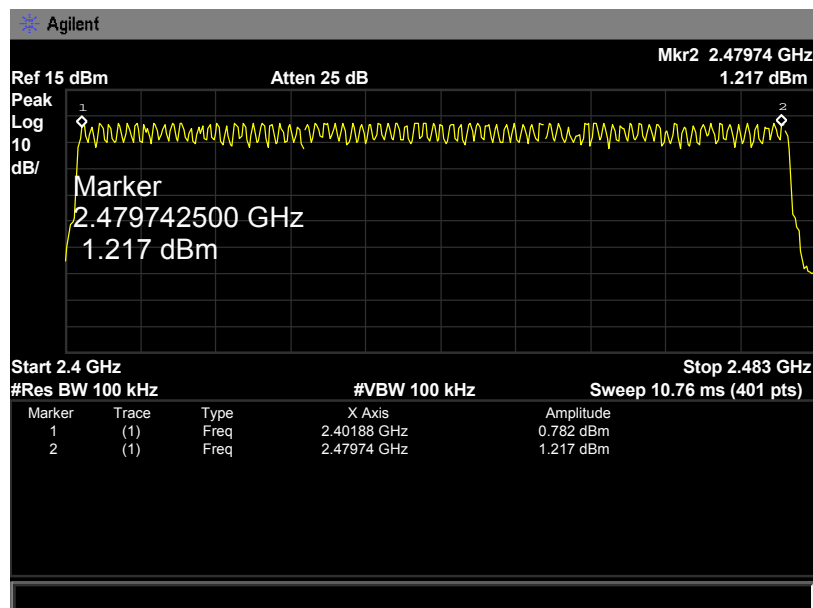 Agilent
Mkr2 2.47974 GHz
Ref 15 dBm Atten 25 dB 1.217 dBm
Peak
Log
10
dB/
1
2
Marker
2.479742500 GHz
1.217 dBm
Start 2.4 GHz Stop 2.483 GHz
#Res BW 100 kHz #VBW 100 kHz Sweep 10.76 ms (401 pts)
Marker Trace Type X Axis Amplitude
1 (1) Freq 2.40188 GHz 0.782 dBm
2 (1) Freq 2.47974 GHz 1.217 dBm